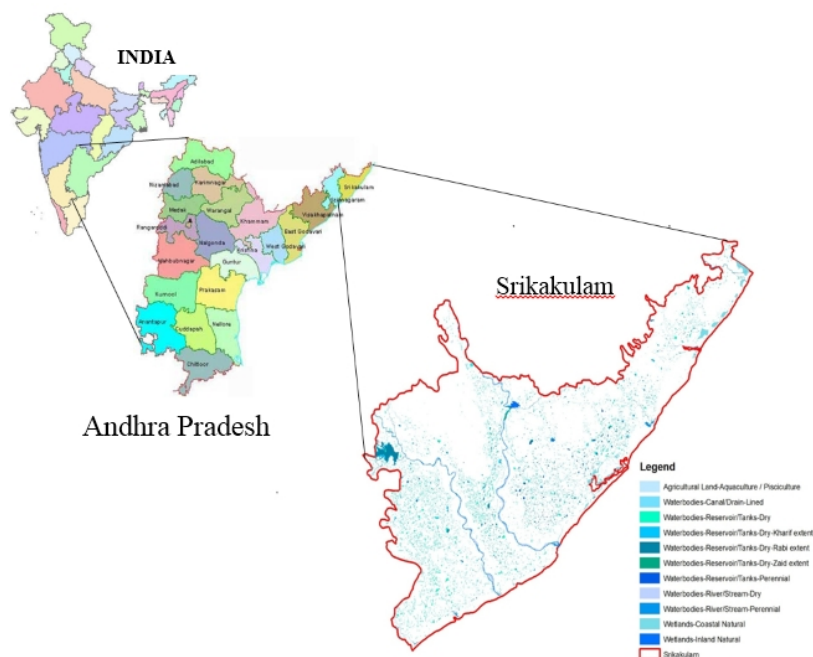 INDIA
Adilabad
Nizamabad
Karimnagar
Medak
Warangal
Khammam
Nalgonda
Mahbubnagar
Krishna
West Godavari
East Godavari
Visakhapatnam
Srikakulam
Guntur
Prakasam
Kurnool
Anantapur
Cuddapah
Nellore
Chittoor
Andhra Pradesh
Srikakulam
Legend
Agricultural Land-Aquaculture / Pisciculture
Waterbodies-Canal/Drain-Lined
Waterbodies-Reservoir/Tanks-Dry
Waterbodies-Reservoir/Tanks-Dry-Kharif extent
Waterbodies-Reservoir/Tanks-Dry-Rabi extent
Waterbodies-Reservoir/Tanks-Dry-Zaid extent
Waterbodies-Reservoir/Tanks-Perennial
Waterbodies-River/Stream-Dry
Waterbodies-River/Stream-Perennial
Wetlands-Coastal Natural
Wetlands-Inland Natural
Srikakulam